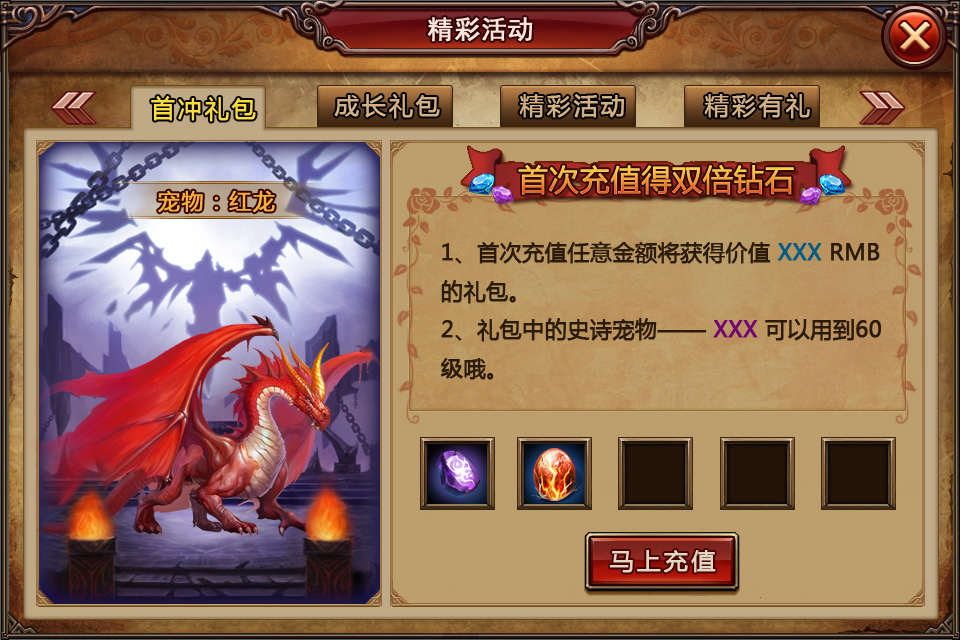 精彩活动
首冲礼包
成长礼包
精彩活动
精彩有礼
宠物：红龙
首次充值得双倍钻石
1、首次充值任意金额将获得价值 XXX RMB
的礼包。
2、礼包中的史诗宠物—— XXX 可以用到60
级哦。
马上充值